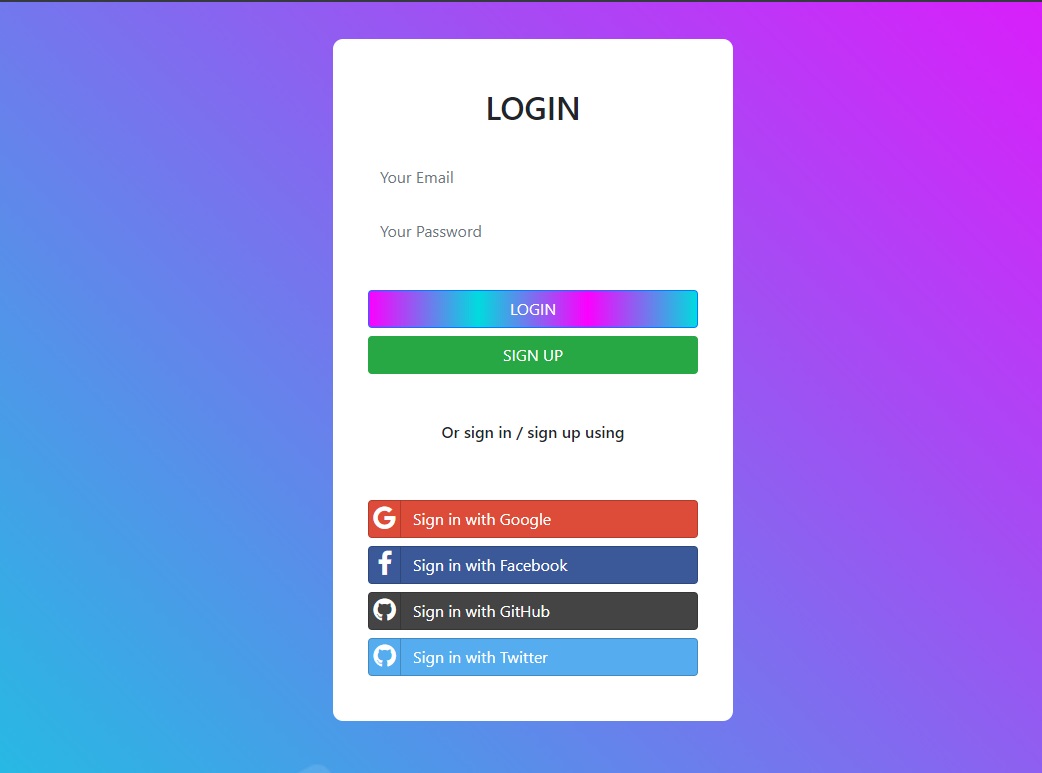 LOGIN
Your Email
Your Password
LOGIN
SIGN UP
Or sign in / sign up using
Sign in with Google
Sign in with Facebook
Sign in with GitHub
Sign in with Twitter